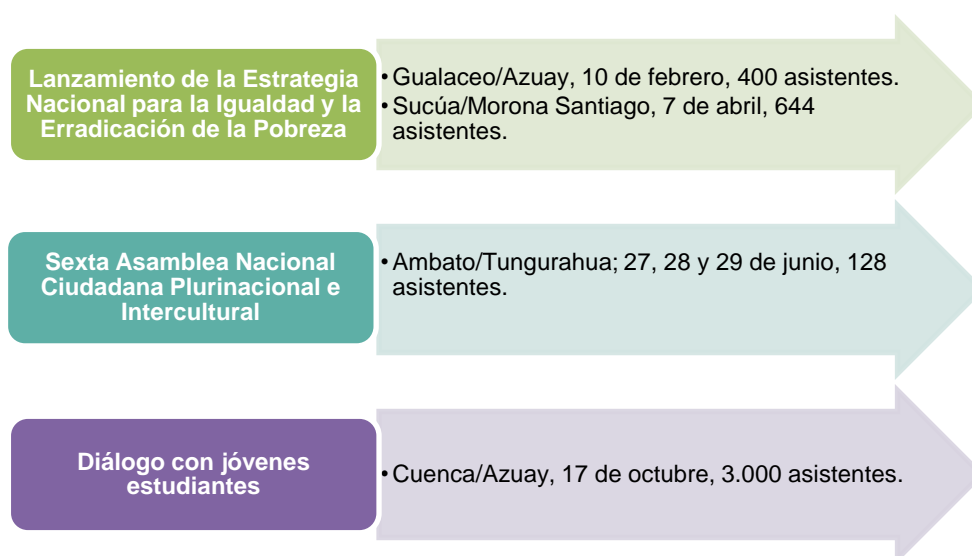 Lanzamiento de la Estrategia
Nacional para la Igualdad y la
Erradicación de la Pobreza
•Gualaceo/Azuay, 10 de febrero, 400 asistentes.
•Sucúa/Morona Santiago, 7 de abril, 644
asistentes.
Sexta Asamblea Nacional
Ciudadana Plurinacional e
Intercultural
•Ambato/Tungurahua; 27, 28 y 29 de junio, 128
asistentes.
Diálogo con jóvenes
estudiantes
•Cuenca/Azuay, 17 de octubre, 3.000 asistentes.